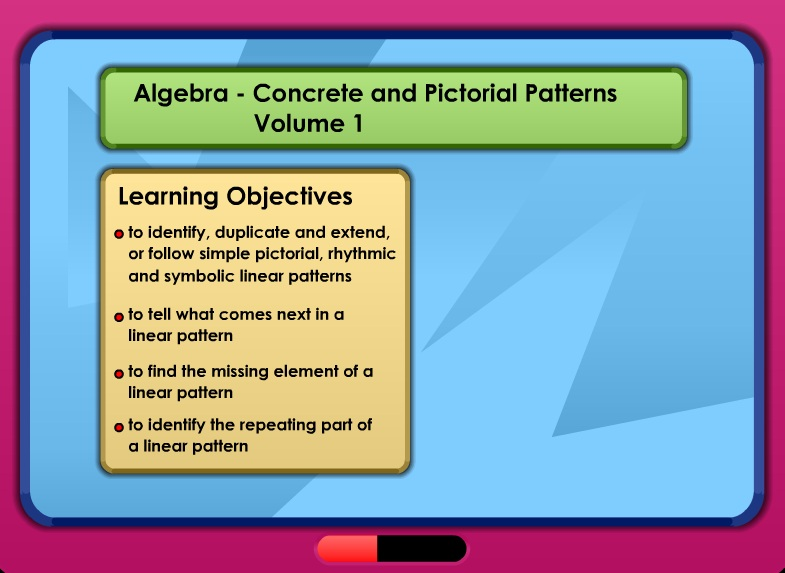 Algebra - Concrete and Pictorial Patterns
Volume 1
Learning Objectives
to identify, duplicate and extend,
or follow simple pictorial, rhythmic
and symbolic linear patterns
to tell what comes next in a
linear pattern
to find the missing element of a
linear pattern
to identify the repeating part of
a linear pattern